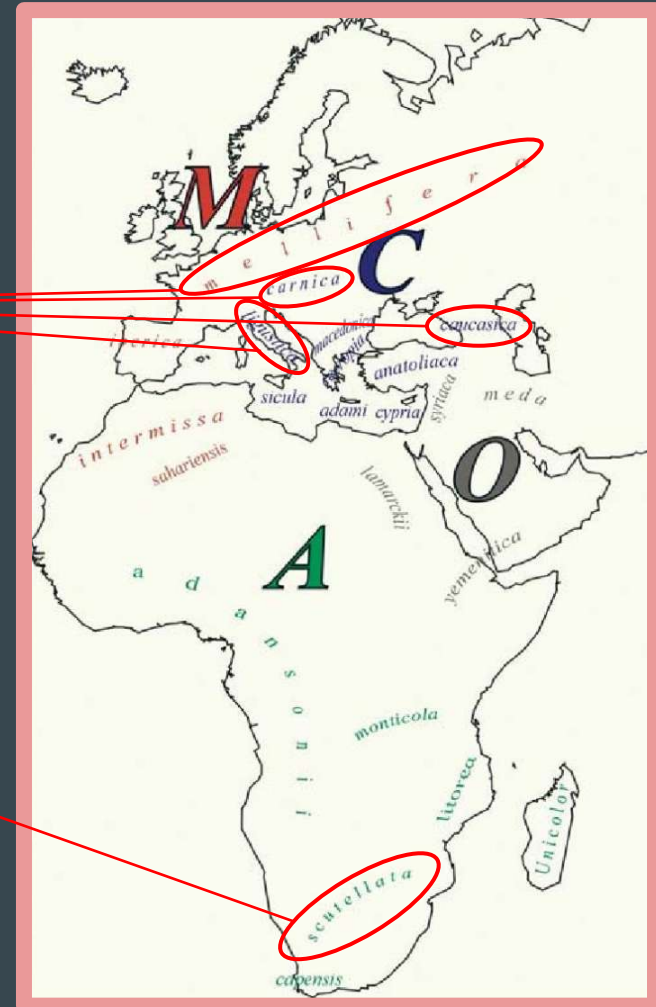 M
mellifera
C
carnica
ligustica
iberica
macedonica
caucasica
anatoliaca
sicula
adami
cypria
syriaca
meda
intermissa
sahariensis
lamarckii
O
A
adansonii
yemenitica
monticola
litorea
Unicolor
scutellata
capensis